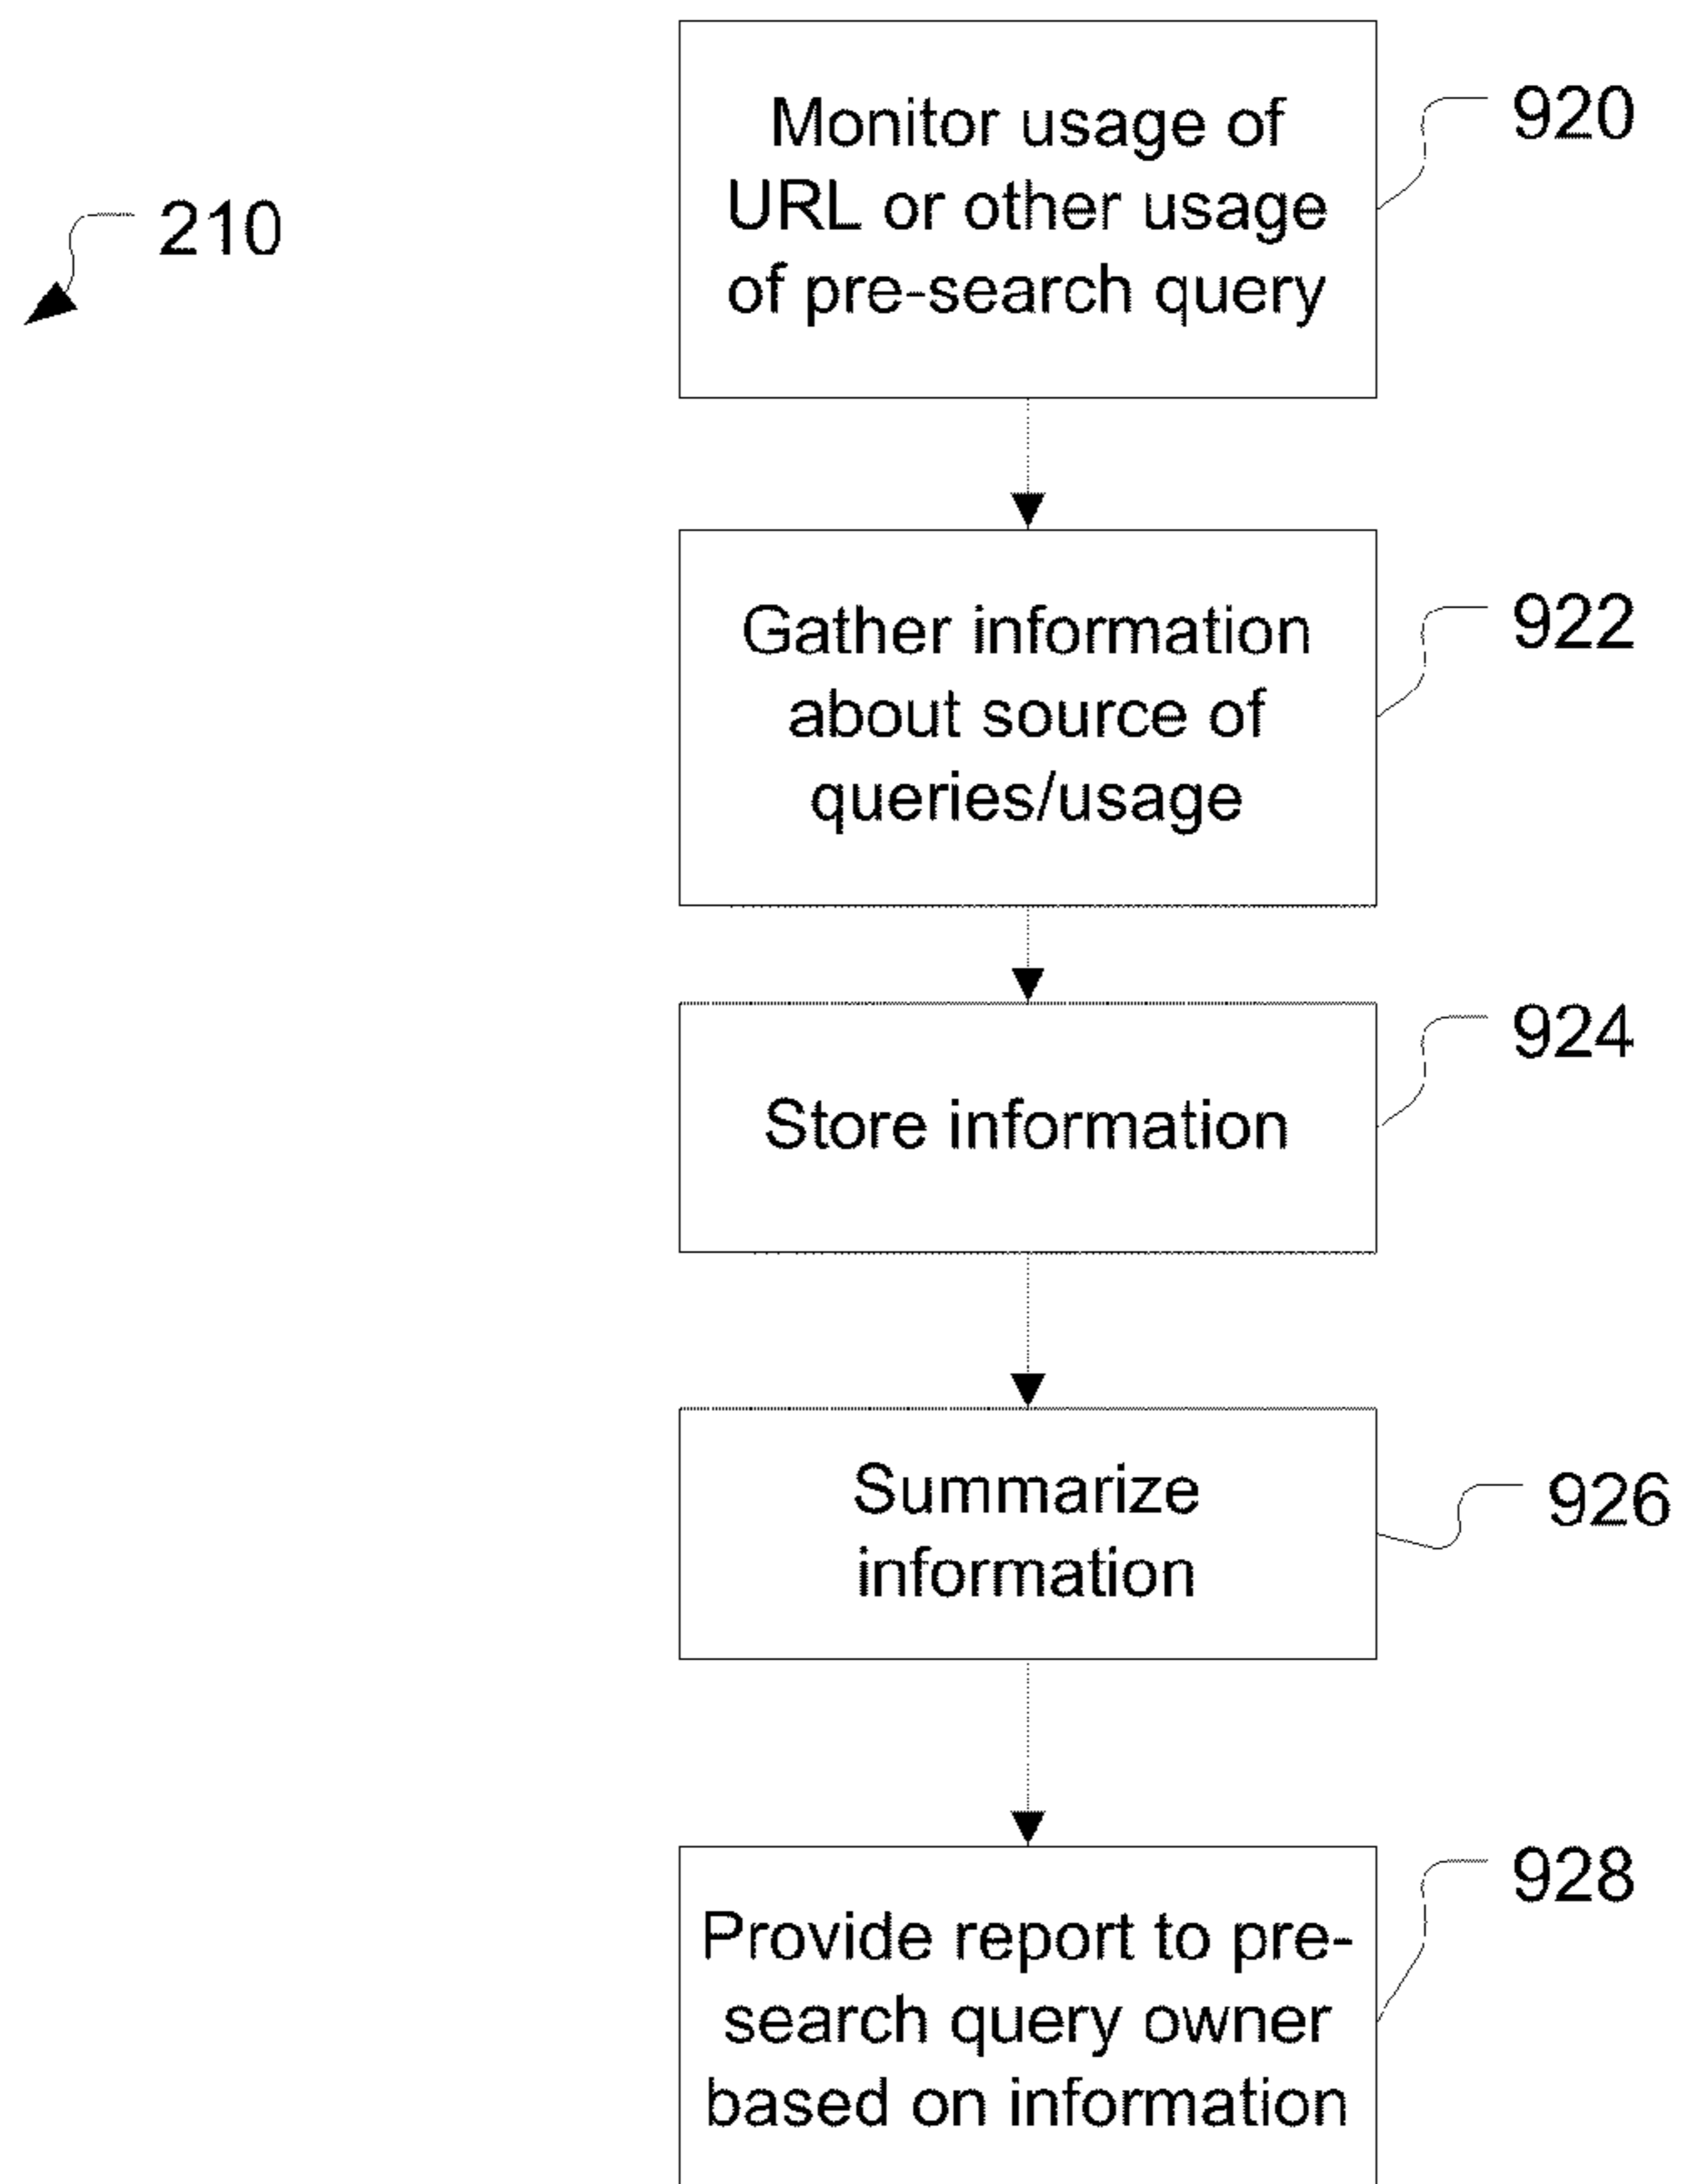 210
Monitor usage of
URL or other usage
of pre-search query
920
Gather information
about source of
queries/usage
922
Store information
924
Summarize
information
926
Provide report to pre-
search query owner
based on information
928